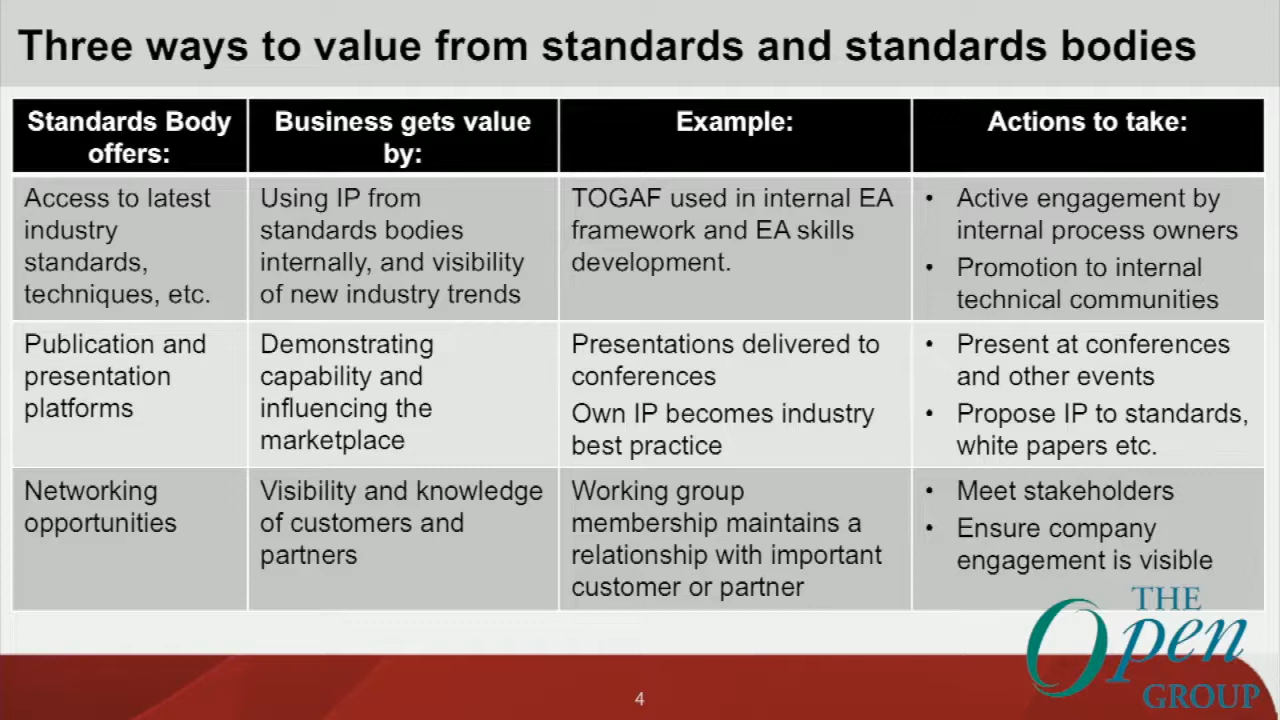 Three ways to value from standards and standards bodies
Standards Body
offers:
Business gets value
by:
Example:
Actions to take:
Access to latest
industry
standards,
techniques, etc.
Using IP from
standards bodies
internally, and visibility
of new industry trends
TOGAF used in internal EA
framework and EA skills
development.
• Active engagement by
internal process owners
• Promotion to internal
technical communities
Publication and
presentation
platforms
Demonstrating
capability and
influencing the
marketplace
Presentations delivered to
conferences
Own IP becomes industry
best practice
• Present at conferences
and other events
• Propose IP to standards,
white papers etc.
Networking
opportunities
Visibility and knowledge
of customers and
partners
Working group
membership maintains a
relationship with important
customer or partner
• Meet stakeholders
• Ensure company
engagement is visible
THE
Open
GROUP
4